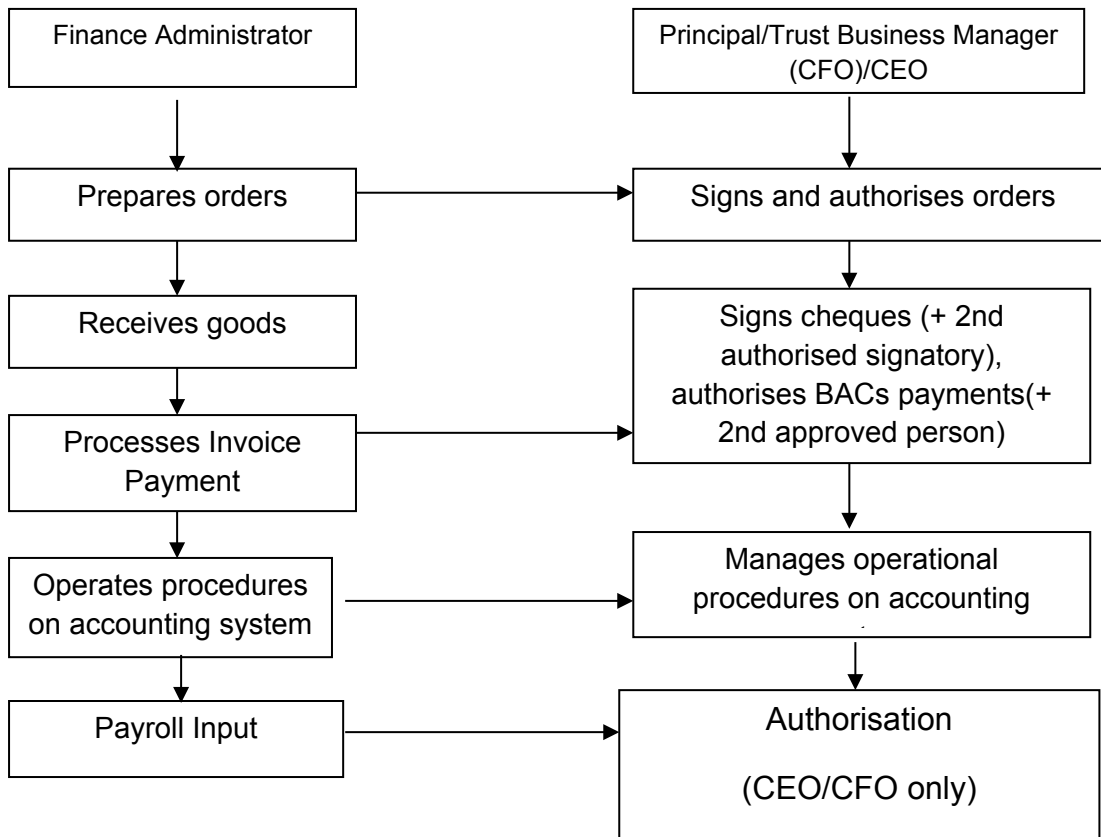 Finance Administrator
Principal/Trust Business Manager
(CFO)/CEO
Prepares orders
Signs and authorises orders
Receives goods
Signs cheques (+ 2nd
authorised signatory),
authorises BACs payments(+
2nd approved person)
Processes Invoice
Payment
Operates procedures
on accounting system
Manages operational
procedures on accounting
Payroll Input
Authorisation
(CEO/CFO only)